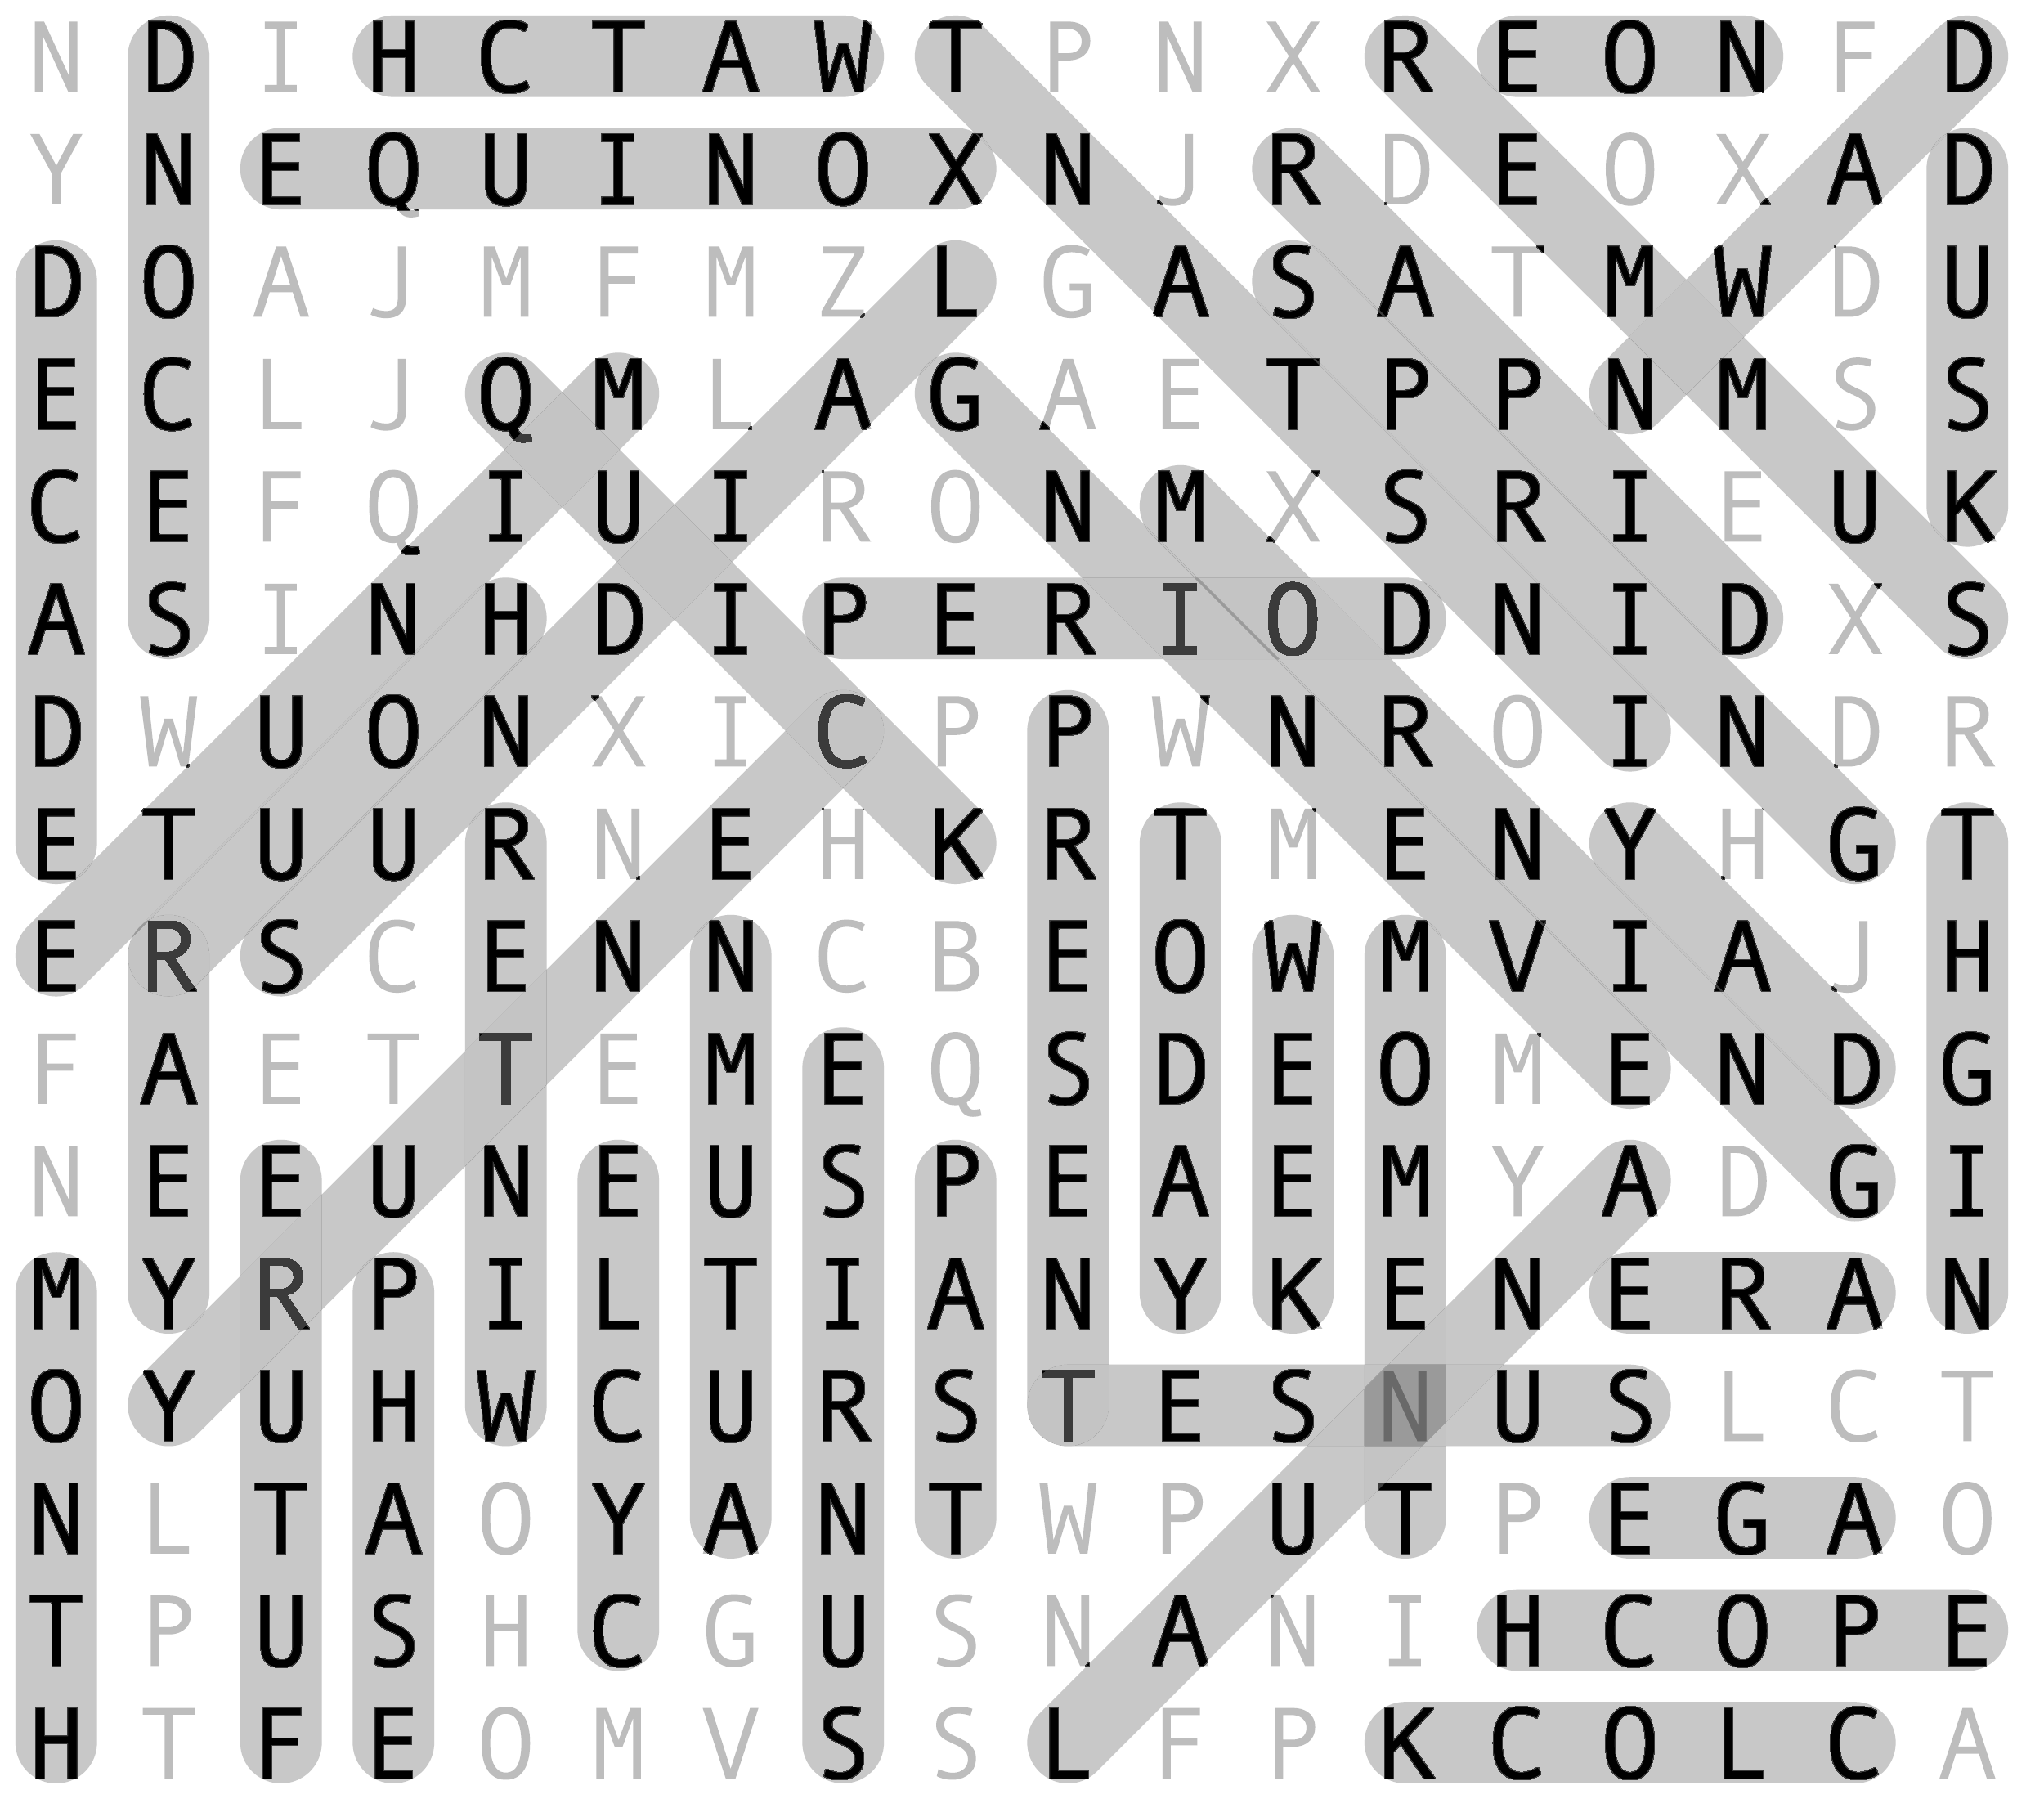 N D I H C T A W T P N X R E O N F D
Y N E Q U I N O X N J R D E O X A D
D O A J M F M Z L G A S A T M W D U
E C L J Q M L A G A E T P P N M S S
C E F Q I U I R O N M X S R I E U K
A S I N H D I P E R I O D N I D X S
D W U O N X I C P P W N R O I N D R
E T U U R N E H K R T M E N Y H G T
E R S C E N N C B E O W M V I A J H
F A E T T E M E Q S D E O M E N D G
N E E U N E U S P E A E M Y A D G I
M Y R P I L T I A N Y K E N E R A N
O Y U H W C U R S T E S N U S L C T
N L T A O Y A N T W P U T P E G A O
T P U S H C G U S N A N I H C O P E
H T F E O M V S S L F P K C O L C A